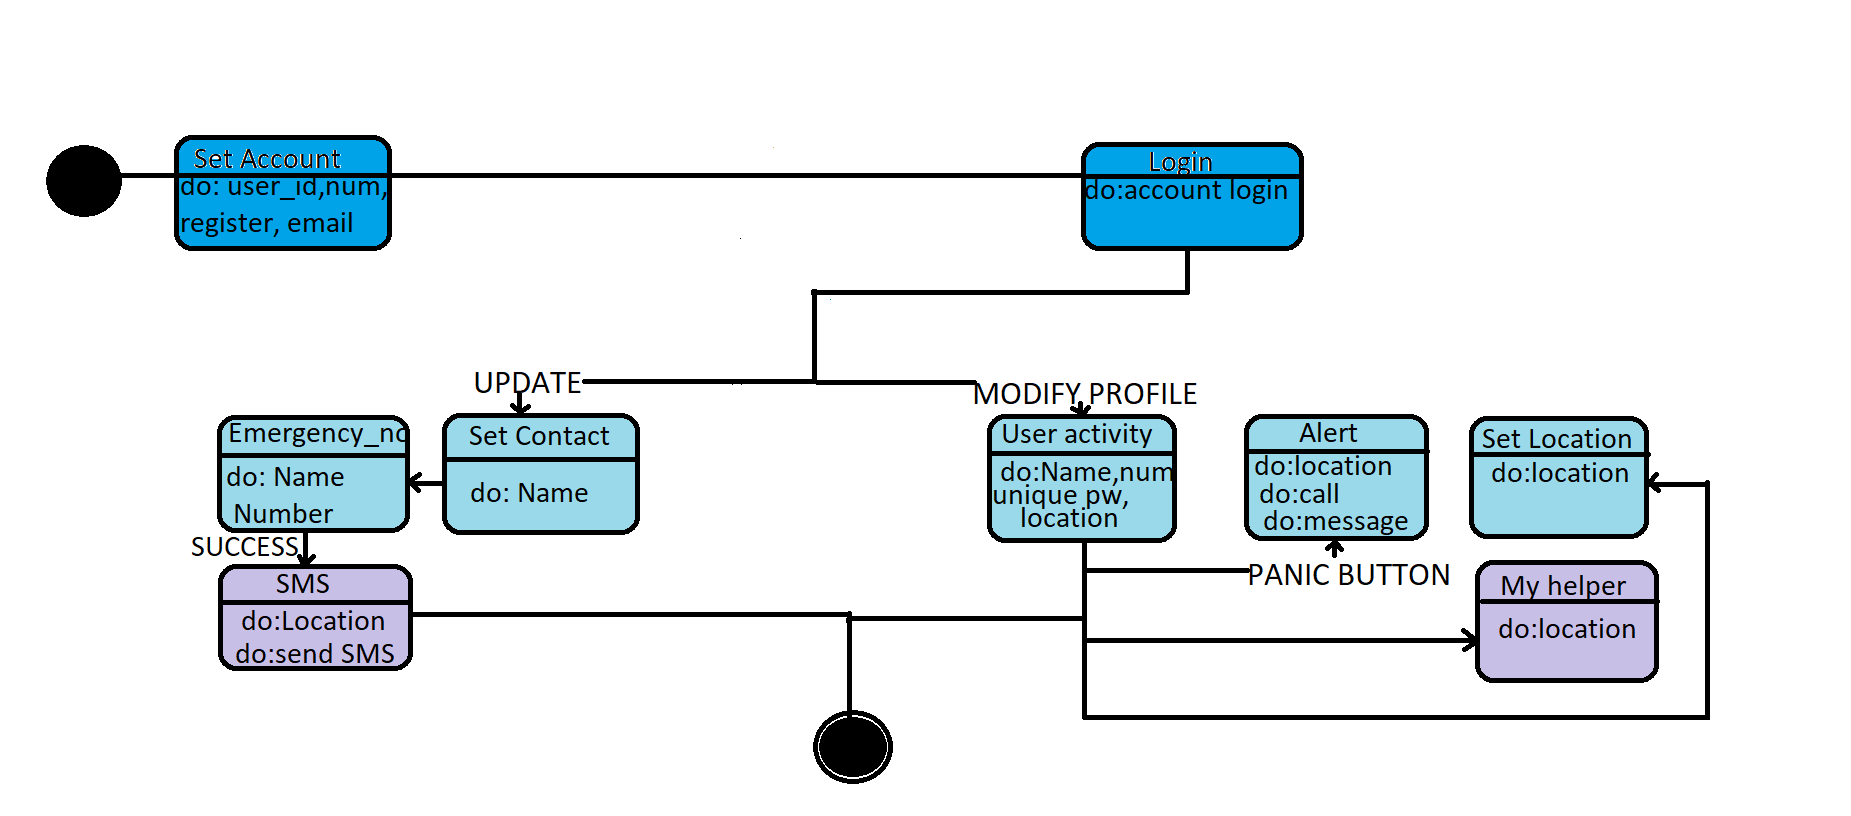 Set Account
do: user_id,num,
register, email
Login
do:account login
UPDATE
MODIFY PROFILE
Emergency_no
do: Name
Number
Set Contact
do: Name
User activity
do:Name,num
unique pw,
location
Alert
do:location
do:call
do:message
Set Location
do:location
SUCCESS
SMS
do:Location
do:send SMS
PANIC BUTTON
My helper
do:location